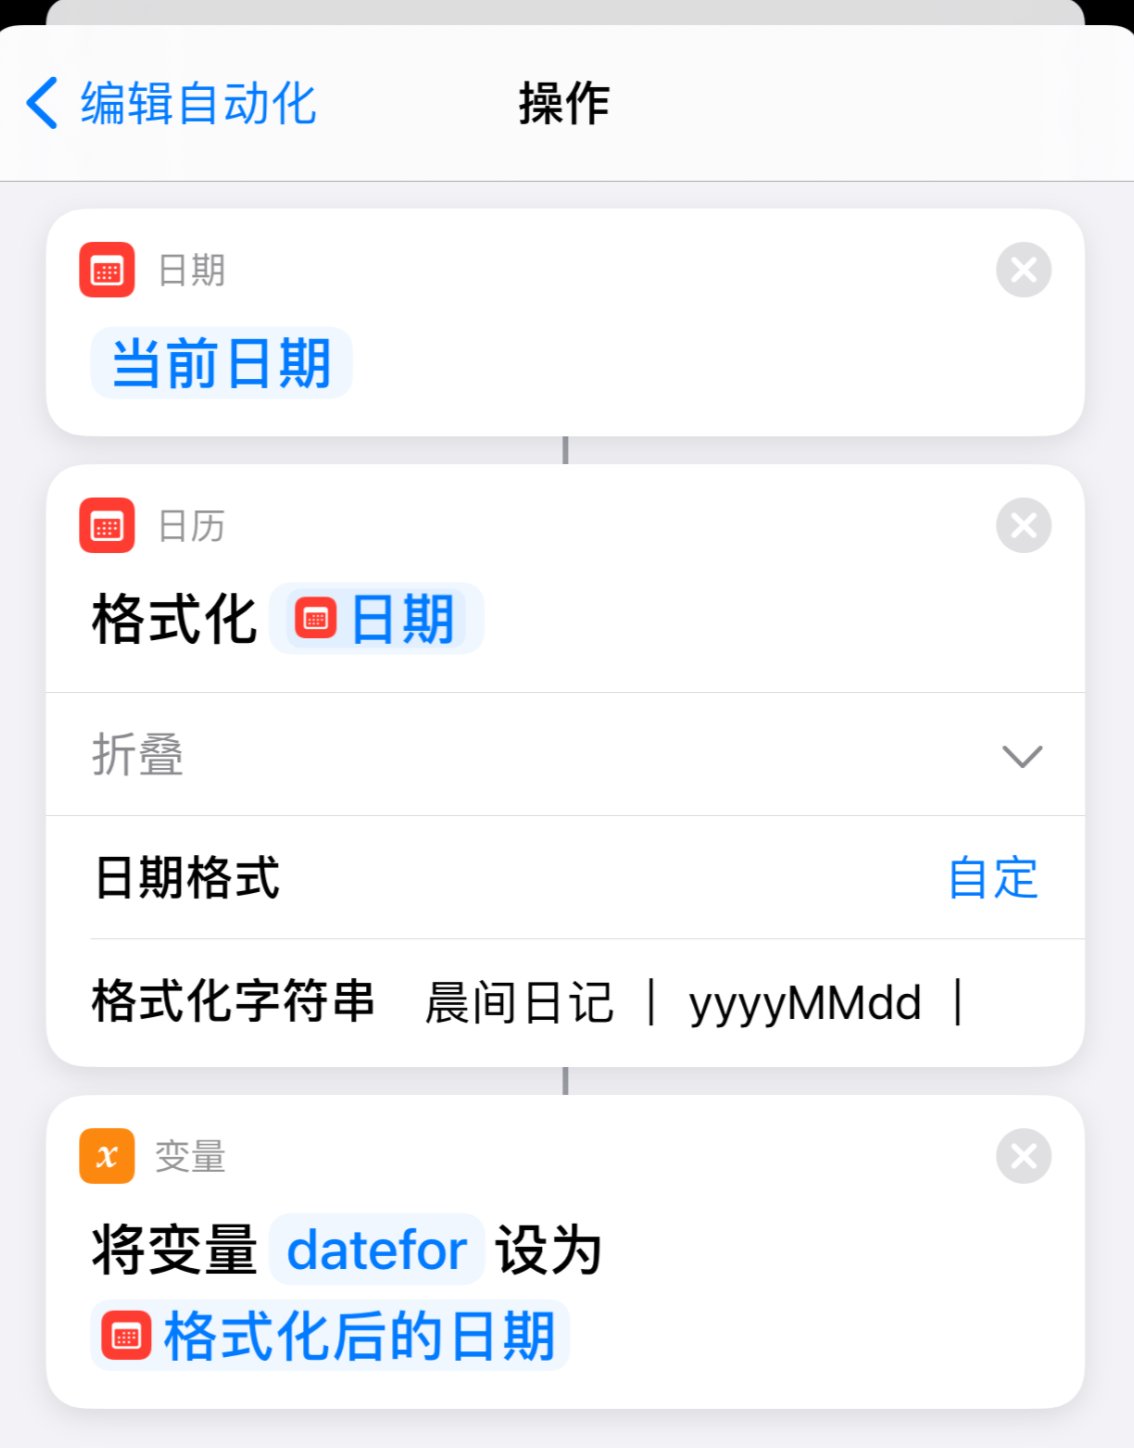 编辑自动化
操作
日期
当前日期
日历
格式化 日期
折叠
日期格式 自定
格式化字符串 晨间日记 | yyyyMMdd |
变量
将变量 datefor 设为
格式化后的日期